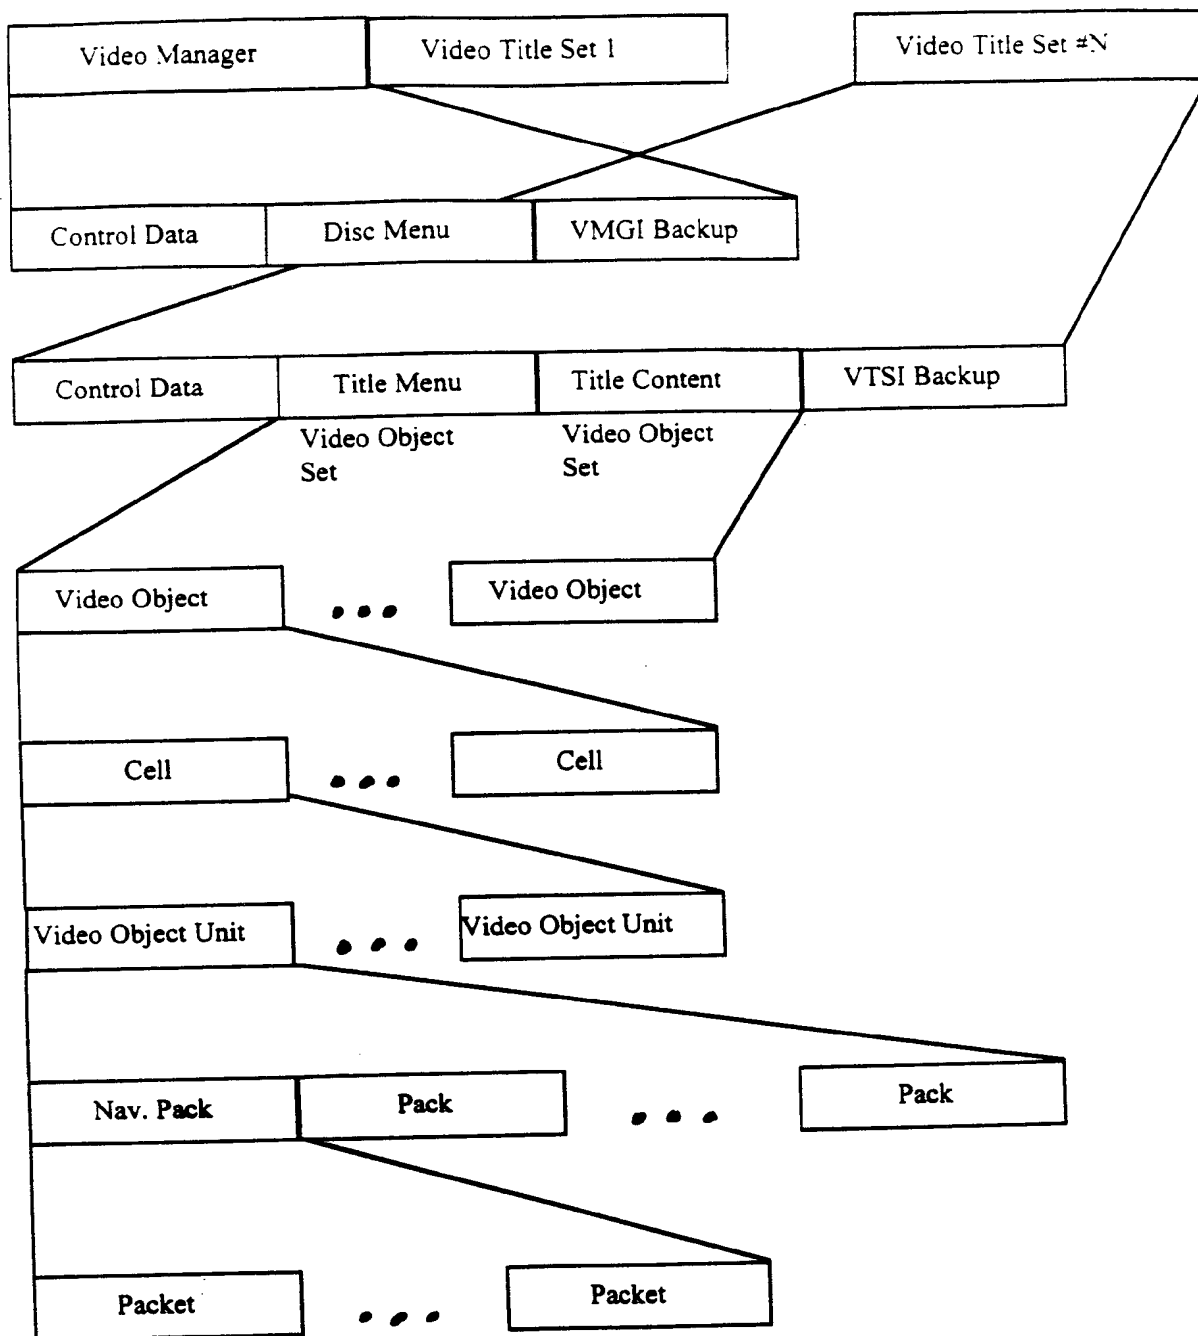 Video Manager
Video Title Set 1
Video Title Set #N
Control Data
Disc Menu
VMGI Backup
Control Data
Title Menu
Title Content
VTSI Backup
Video Object
Set
Video Object
Set
Video Object
Video Object
Cell
Cell
Video Object Unit
Video Object Unit
Nav. Pack
Pack
Pack
Packet
Packet